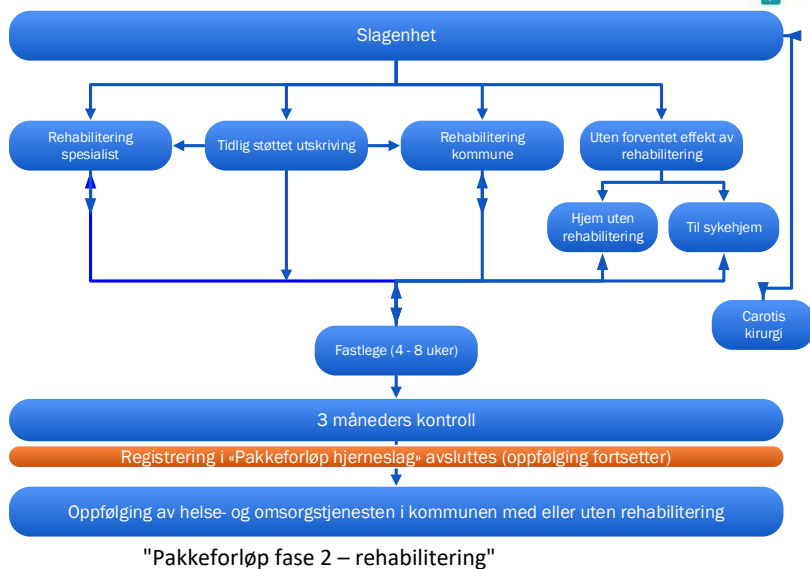 Slagenhet
Rehabilitering
spesialist
Tidlig støttet utskriving
Rehabilitering
kommune
Uten forventet effekt av
rehabilitering
Hjem uten
rehabilitering
Til sykehjem
Carotis
kirurgi
Fastlege (4 - 8 uker)
3 måneders kontroll
Registrering i «Pakkeforløp hjerneslag» avsluttes (oppfølging fortsetter)
Oppfølging av helse- og omsorgstjenesten i kommunen med eller uten rehabilitering
"Pakkeforløp fase 2 – rehabilitering"